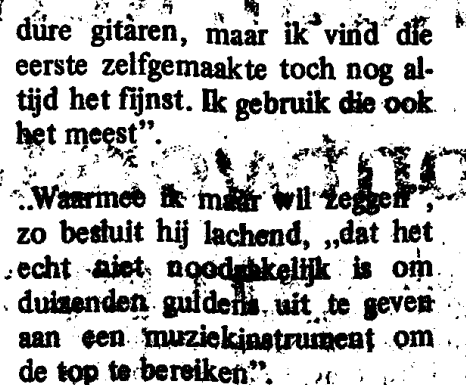 dure gitaren, maar ik vind die
eerste zelfgemaakte toch nog al-
tijd het fijnst. Ik gebruik die ook
het meest”.
„Waarmee ik maar wil zeggen”,
zo besluit hij lachend, „dat het
echt niet noodzakelijk is om
duizenden guldens uit te geven
aan een muziekinstrument om
de top te bereiken”.